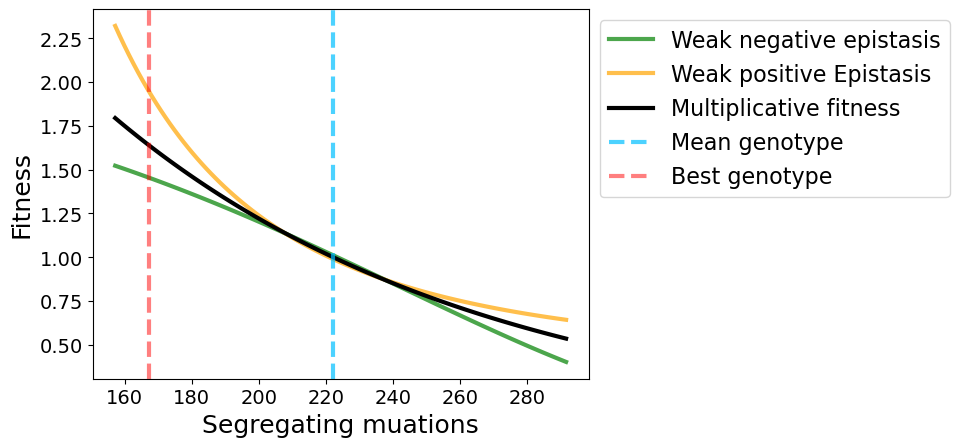 Fitness
2.25
2.00
1.75
1.50
1.25
1.00
0.75
0.50
160 180 200 220 240 260 280
Segregating muations
Weak negative epistasis
Weak positive Epistasis
Multiplicative fitness
Mean genotype
Best genotype